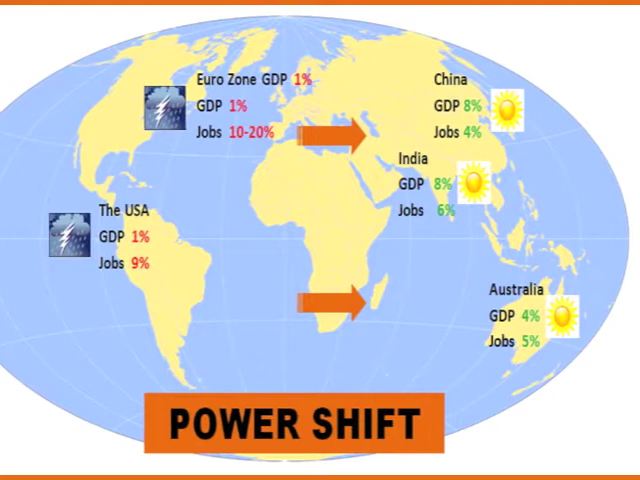 Euro Zone GDP 1%
GDP 1%
Jobs 10-20%
China
GDP 8%
Jobs 4%
India
GDP 8%
Jobs 6%
The USA
GDP 1%
Jobs 9%
Australia
GDP 4%
Jobs 5%
POWER SHIFT